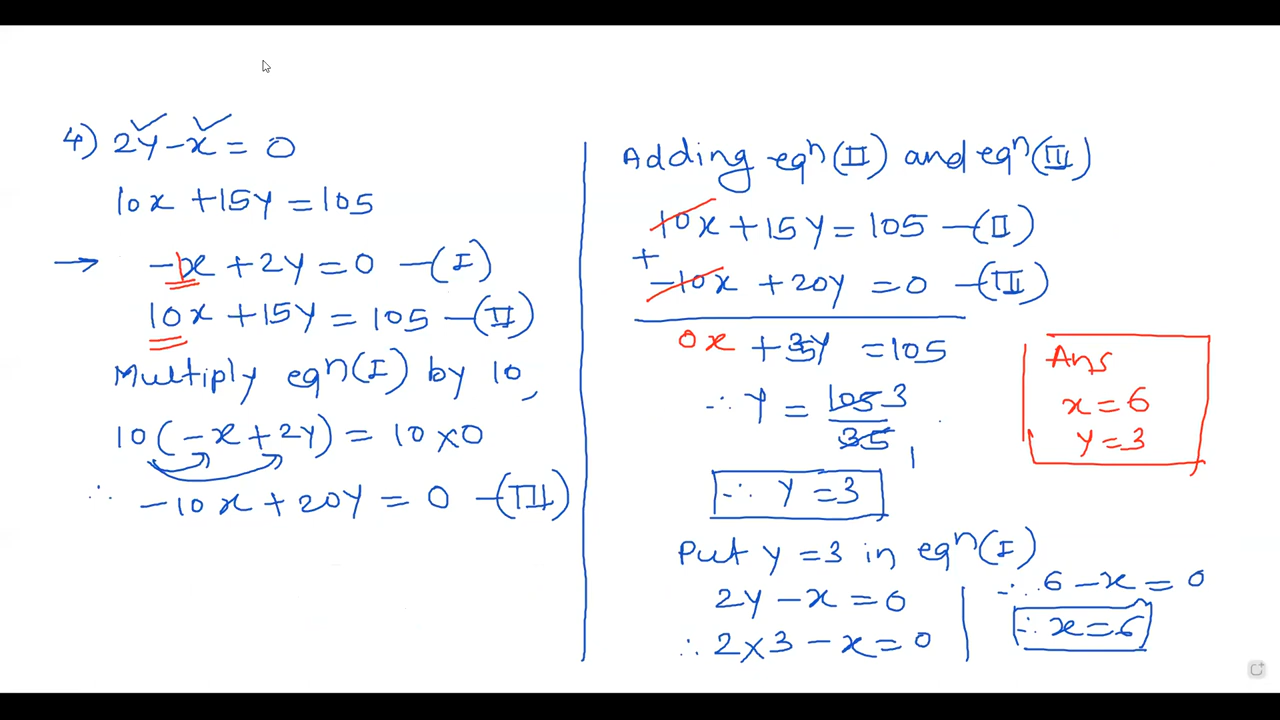 4) 2y - x = 0
10x + 15y = 105
→ -x + 2y = 0 -(I)
10x + 15y = 105 -(II)
Multiply eqn(I) by 10,
10(-x + 2y) = 10 × 0
∴ -10x + 20y = 0 -(III)
Adding eqn(II) and eqn(III)
10x + 15y = 105 -(II)
+
-10x + 20y = 0 -(III)
0x + 35y = 105
∴ y = 105 3
35 1
∴ y = 3
Put y = 3 in eqn(I)
2y - x = 0
∴ 2 × 3 - x = 0
∴ 6 - x = 0
∴ x = 6
Ans
x = 6
y = 3